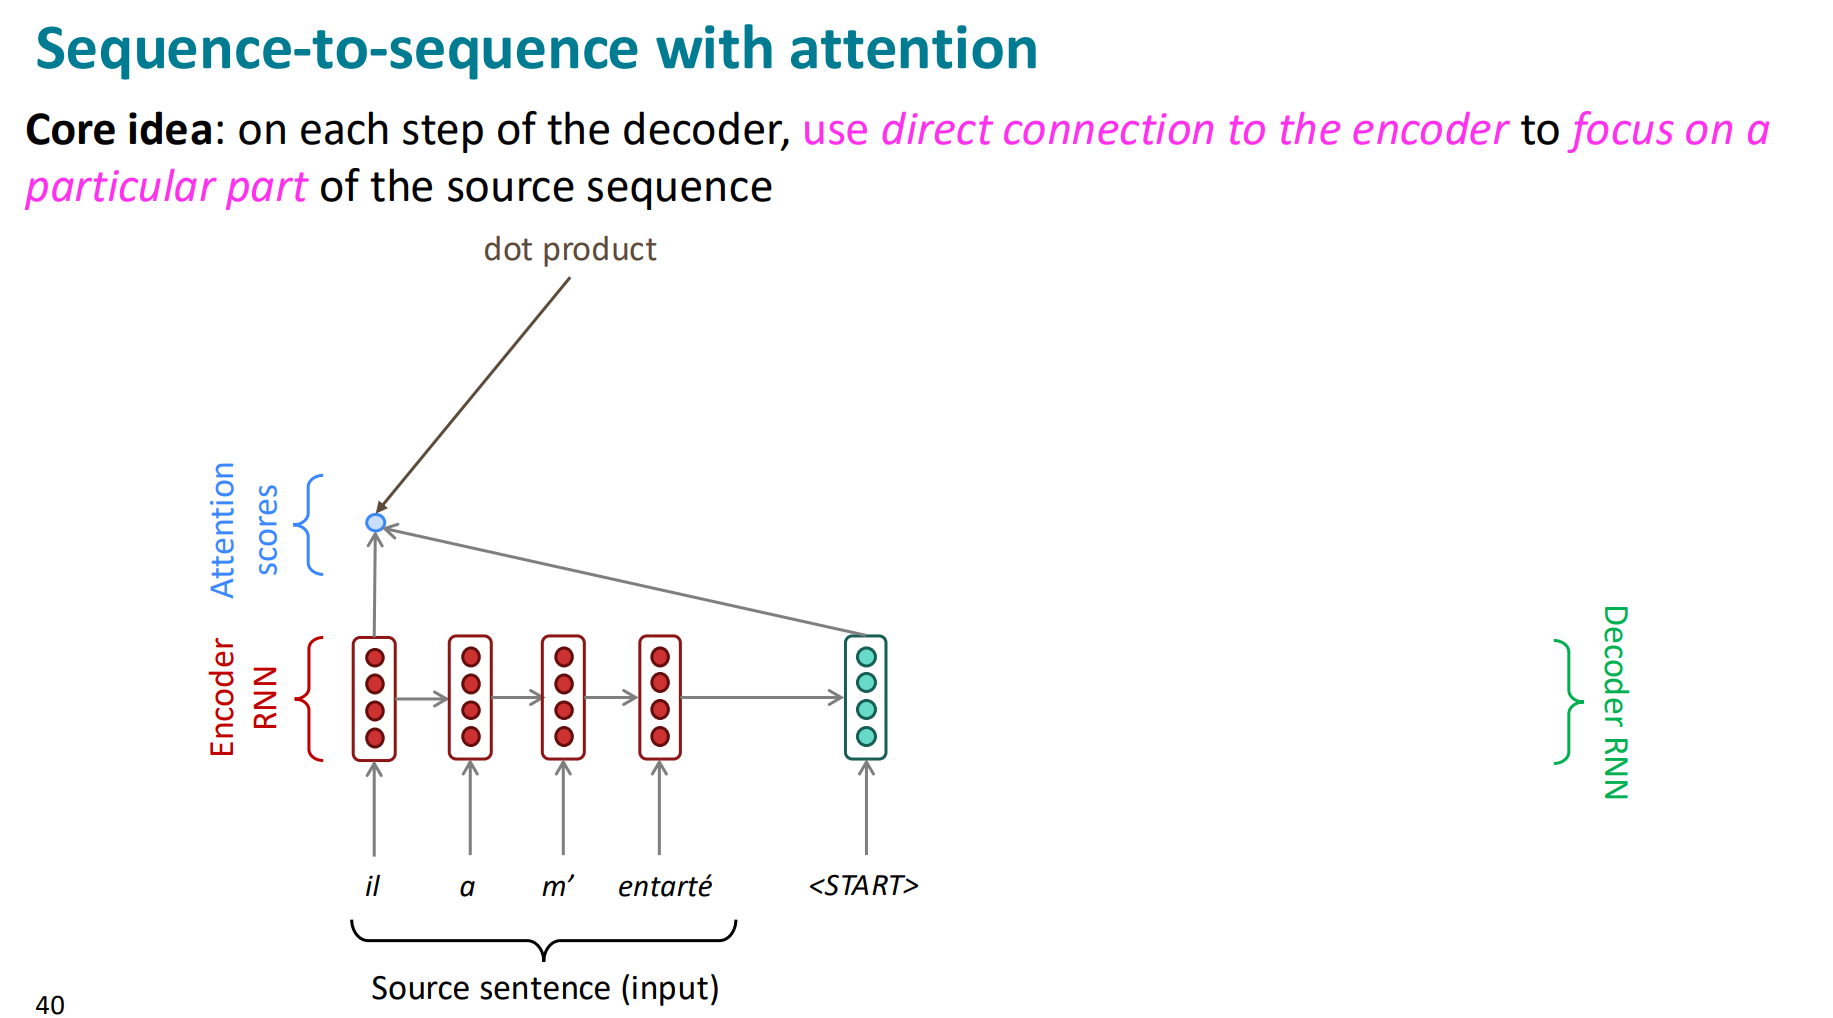 Sequence-to-sequence with attention
Core idea: on each step of the decoder, use direct connection to the encoder to focus on a
particular part of the source sequence
dot product
Attention
scores
Encoder
RNN
Decoder RNN
il a m’ entarté <START>
Source sentence (input)
40